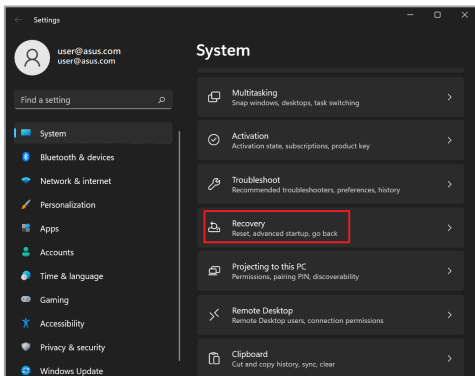 Settings
user@asus.com
user@asus.com
Find a setting
System
Bluetooth & devices
Network & internet
Personalization
Apps
Accounts
Time & language
Gaming
Accessibility
Privacy & security
Windows Update
System
Multitasking
Snap windows, desktops, task switching
Activation
Activation state, subscriptions, product key
Troubleshoot
Recommended troubleshooters, preferences, history
Recovery
Reset, advanced startup, go back
Projecting to this PC
Permissions, pairing PIN, discoverability
Remote Desktop
Remote Desktop users, connection permissions
Clipboard
Cut and copy history, sync, clear